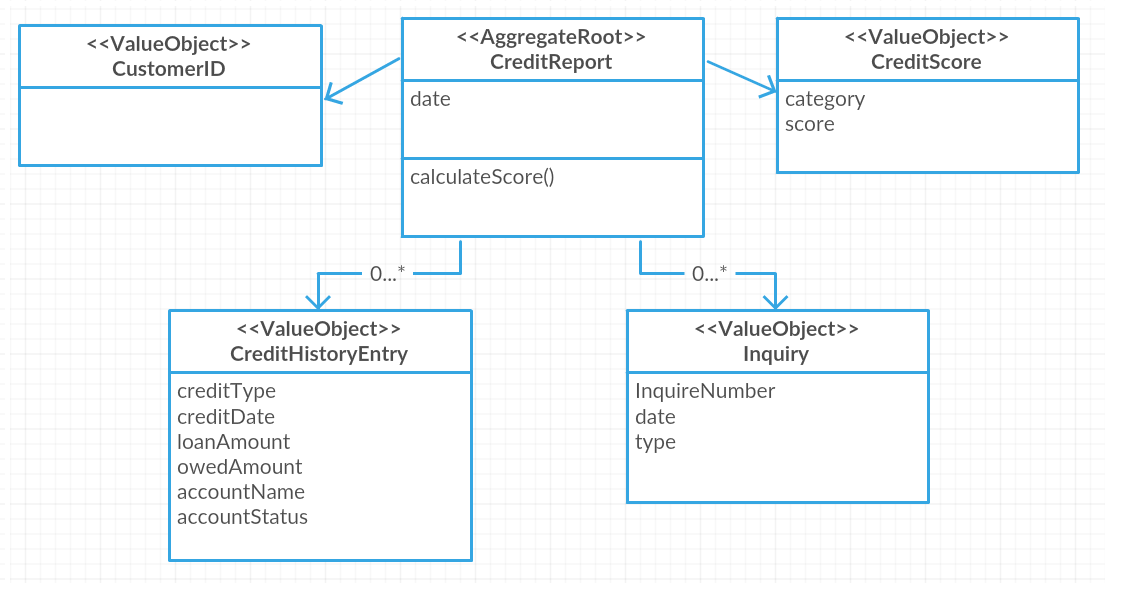 <<ValueObject>>
CustomerID
<<AggregateRoot>>
CreditReport
date
calculateScore()
<<ValueObject>>
CreditScore
category
score
0...*
0...*
<<ValueObject>>
CreditHistoryEntry
creditType
creditDate
loanAmount
owedAmount
accountName
accountStatus
<<ValueObject>>
Inquiry
InquireNumber
date
type